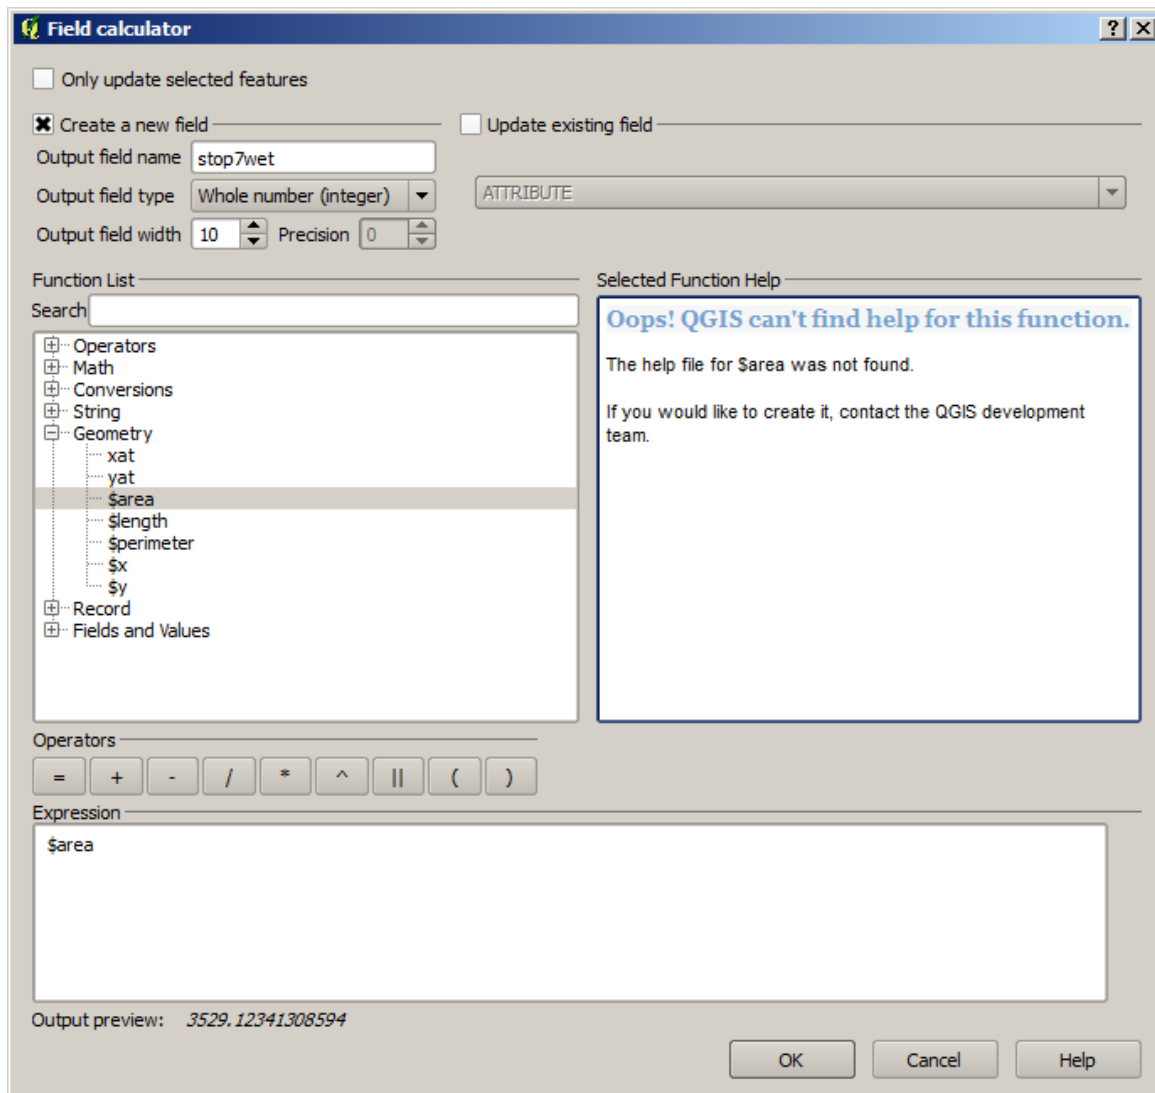 Field calculator
Only update selected features
Create a new field
Update existing field
Output field name stop7wet
Output field type Whole number (integer)
ATTRIBUTE
Output field width 10 Precision 0
Function List
Search
Operators
Math
Conversions
String
Geometry
xat
yat
$area
$length
$perimeter
$x
$y
Record
Fields and Values
Selected Function Help
Oops! QGIS can't find help for this function.
The help file for $area was not found.
If you would like to create it, contact the QGIS development
team.
Operators
= + - / * ^ || ( )
Expression
$area
Output preview: 3529.12341308594
OK Cancel Help